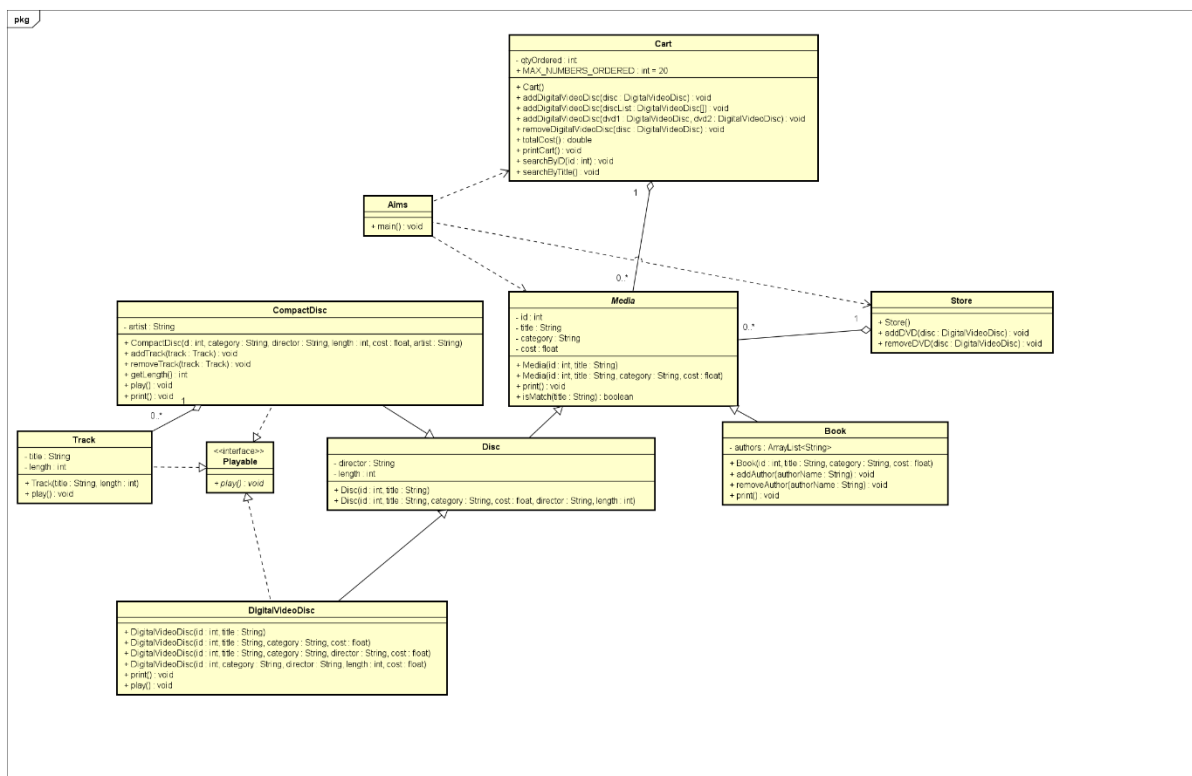 pkg
Cart
- qtyOrdered : int
+ MAX_NUMBERS_ORDERED : int = 20
+ Cart()
+ addDigitalVideoDisc(disc : DigitalVideoDisc) : void
+ addDigitalVideoDisc(discList : DigitalVideoDisc[]) : void
+ addDigitalVideoDisc(dvd1 : DigitalVideoDisc, dvd2 : DigitalVideoDisc) : void
+ removeDigitalVideoDisc(disc : DigitalVideoDisc) : void
+ totalCost() : double
+ printCart() : void
+ searchByID(id : int) : void
+ searchByTitle() : void
1
Aims
+ main() : void
0..*
CompactDisc
- artist : String
+ CompactDisc(id : int, category : String, director : String, length : int, cost : float, artist : String)
+ addTrack(track : Track) : void
+ removeTrack(track : Track) : void
+ getLength() : int
+ play() : void
+ print() : void
Media
- id : int
- title : String
- category : String
- cost : float
+ Media(id : int, title : String)
+ Media(id : int, title : String, category : String, cost : float)
+ print() : void
+ isMatch(title : String) : boolean
0..*
1
Store
+ Store()
+ addDVD(disc : DigitalVideoDisc) : void
+ removeDVD(disc : DigitalVideoDisc) : void
1
0..*
Track
- title : String
- length : int
+ Track(title : String, length : int)
+ play() : void
<<interface>>
Playable
+ play() : void
Disc
- director : String
- length : int
+ Disc(id : int, title : String)
+ Disc(id : int, title : String, category : String, cost : float, director : String, length : int)
Book
- authors : ArrayList<String>
+ Book(id : int, title : String, category : String, cost : float)
+ addAuthor(authorName : String) : void
+ removeAuthor(authorName : String) : void
+ print() : void
DigitalVideoDisc
+ DigitalVideoDisc(id : int, title : String)
+ DigitalVideoDisc(id : int, title : String, category : String, cost : float)
+ DigitalVideoDisc(id : int, title : String, category : String, director : String, cost : float)
+ DigitalVideoDisc(id : int, category : String, director : String, length : int, cost : float)
+ print() : void
+ play() : void